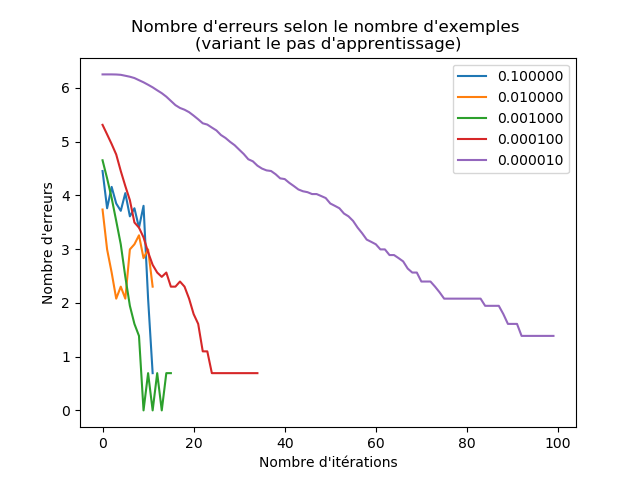 Nombre d'erreurs selon le nombre d'exemples
(variant le pas d'apprentissage)
0.100000
0.010000
0.001000
0.000100
0.000010
Nombre d'erreurs
6
5
4
3
2
1
0
0 20 40 60 80 100
Nombre d'itérations